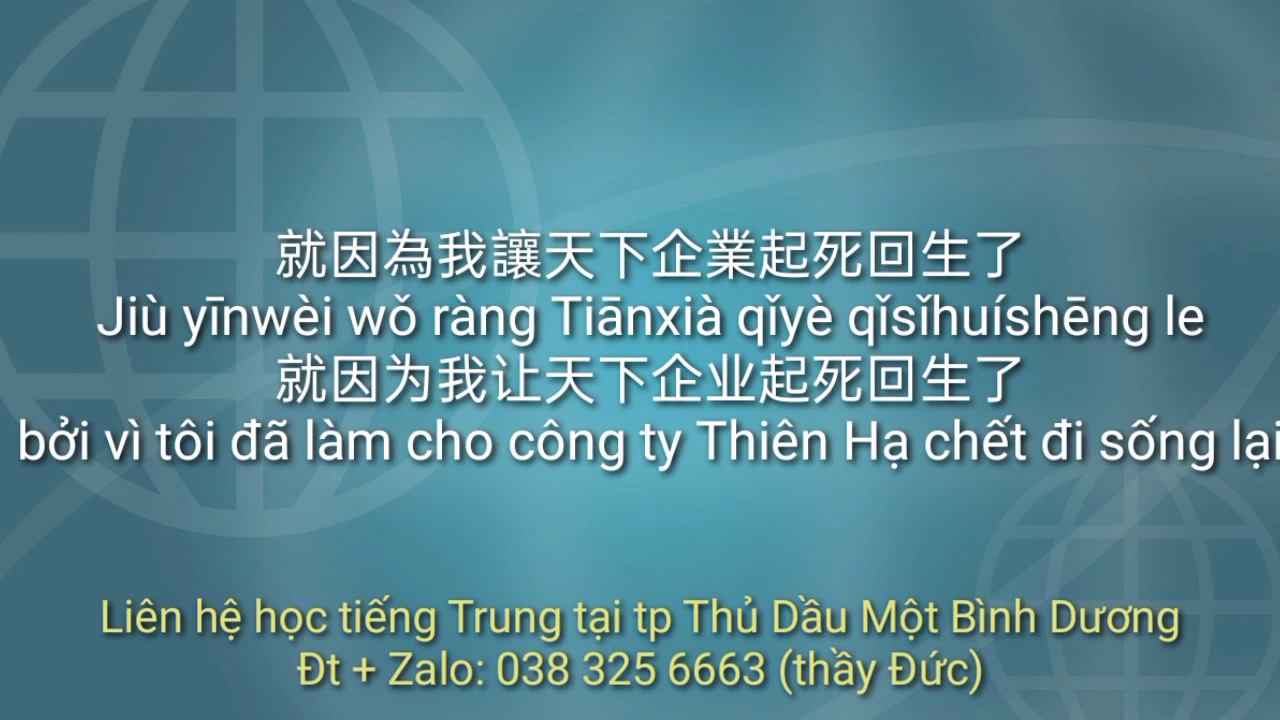 就因為我讓天下企業起死回生了
Jiù yīnwèi wǒ ràng Tiānxià qǐyè qǐsǐhuíshēng le
就因为我让天下企业起死回生了
bởi vì tôi đã làm cho công ty Thiên Hạ chết đi sống lại
Liên hệ học tiếng Trung tại tp Thủ Dầu Một Bình Dương
Đt + Zalo: 038 325 6663 (thầy Đức)